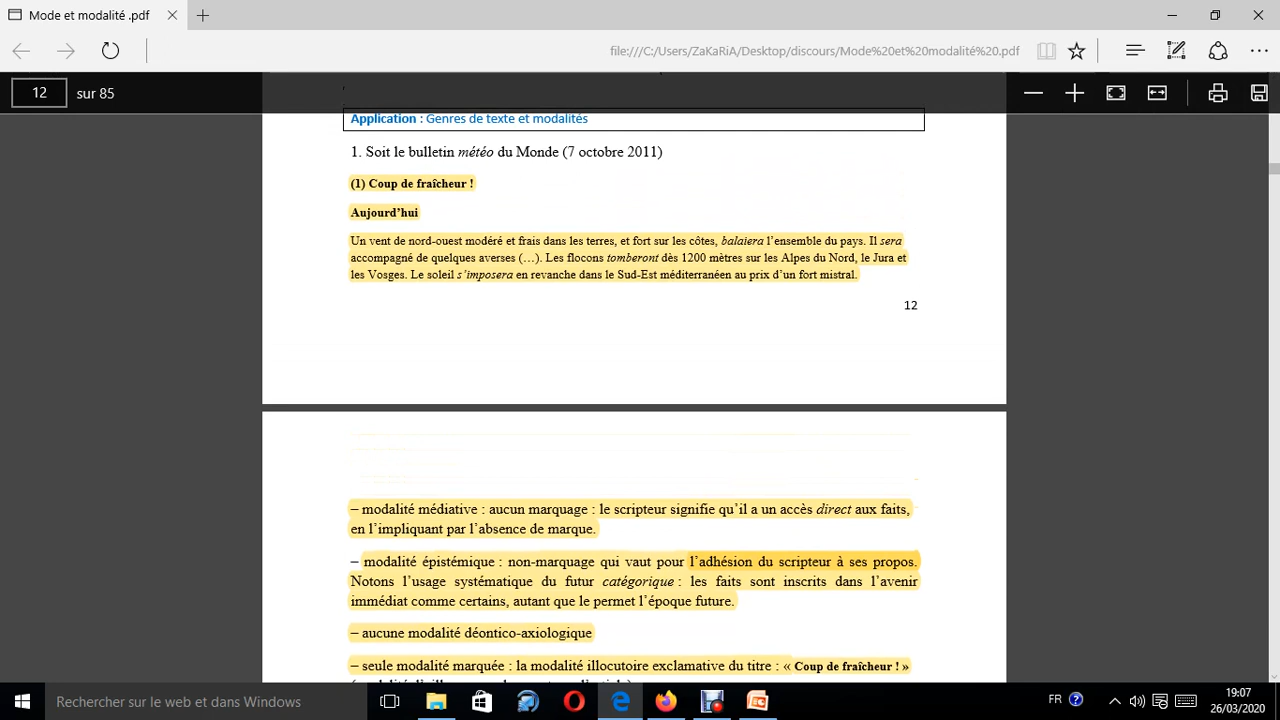 Mode et modalité .pdf
file:///C:/Users/ZaKaRiA/Desktop/discours/Mode%20et%20modalité%20.pdf
12 sur 85
Application : Genres de texte et modalités
1. Soit le bulletin météo du Monde (7 octobre 2011)
(1) Coup de fraîcheur !
Aujourd’hui
Un vent de nord-ouest modéré et frais dans les terres, et fort sur les côtes, balaiera l’ensemble du pays. Il sera
accompagné de quelques averses (…). Les flocons tomberont dès 1200 mètres sur les Alpes du Nord, le Jura et
les Vosges. Le soleil s’imposera en revanche dans le Sud-Est méditerranéen au prix d’un fort mistral.
12
– modalité médiative : aucun marquage : le scripteur signifie qu’il a un accès direct aux faits,
en l’impliquant par l’absence de marque.
– modalité épistémique : non-marquage qui vaut pour l’adhésion du scripteur à ses propos.
Notons l’usage systématique du futur catégorique : les faits sont inscrits dans l’avenir
immédiat comme certains, autant que le permet l’époque future.
– aucune modalité déontico-axiologique
– seule modalité marquée : la modalité illocutoire exclamative du titre : « Coup de fraîcheur ! »
Rechercher sur le web et dans Windows
FR
19:07
26/03/2020